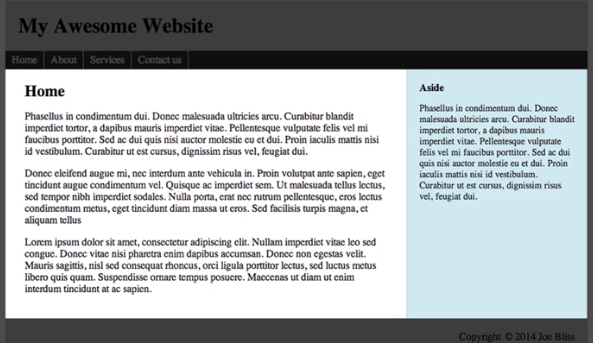 My Awesome Website
Home About Services Contact us
Home
Phasellus in condimentum dui. Donec malesuada ultricies arcu. Curabitur blandit
imperdiet tortor, a dapibus mauris imperdiet vitae. Pellentesque vulputate felis vel mi
faucibus porttitor. Sed ac dui quis nisi auctor molestie eu et dui. Proin iaculis mattis nisi
id vestibulum. Curabitur ut est cursus, dignissim risus vel, feugiat dui.
Donec eleifend augue mi, nec interdum ante vehicula in. Proin volutpat ante sapien, eget
tincidunt augue condimentum vel. Quisque ac imperdiet sem. Ut malesuada tellus lectus,
sed tempor nibh imperdiet sodales. Nulla porta, erat nec rutrum pellentesque, eros lectus
condimentum metus, eget tincidunt diam massa ut eros. Sed facilisis turpis magna, et
aliquam tellus
Lorem ipsum dolor sit amet, consectetur adipiscing elit. Nullam imperdiet vitae leo sed
congue. Donec vitae nisi pharetra enim dapibus accumsan. Donec non egestas velit.
Mauris sagittis, nisl sed consequat rhoncus, orci ligula porttitor lectus, sed luctus metus
libero quis quam. Suspendisse ornare tempus posuere. Maecenas ut diam ut enim
interdum tincidunt at ac sapien.
Aside
Phasellus in condimentum dui. Donec
malesuada ultricies arcu. Curabitur blandit
imperdiet tortor, a dapibus mauris imperdiet
vitae. Pellentesque vulputate
felis vel mi faucibus porttitor. Sed ac dui
quis nisi auctor molestie eu et dui. Proin
iaculis mattis nisi id vestibulum.
Curabitur ut est cursus, dignissim risus
vel, feugiat dui.
Copyright © 2014 Joe Bliss